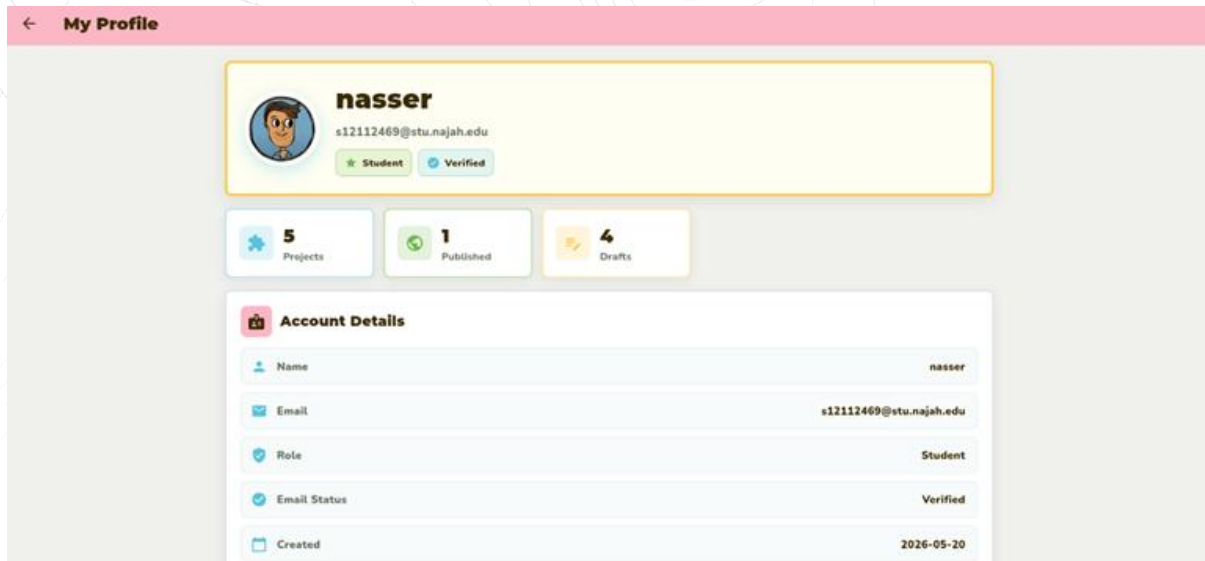 My Profile
nasser
s12112469@stu.najah.edu
Student Verified
5
Projects
1
Published
4
Drafts
Account Details
Name nasser
Email s12112469@stu.najah.edu
Role Student
Email Status Verified
Created 2026-05-20